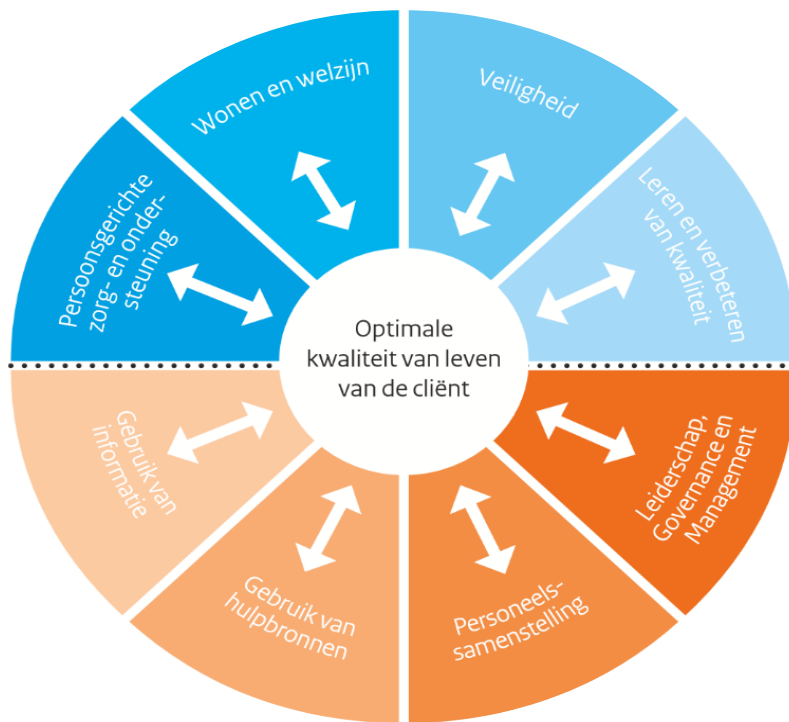 Wonen en welzijn
Veiligheid
Persoonsgerichte
zorg- en onder-
steuning
Leren en verbeteren
van kwaliteit
Optimale
kwaliteit van leven
van de cliënt
Gebruik van
informatie
Leiderschap,
Governance en
Management
Gebruik van
hulpbronnen
Personeels-
samenstelling